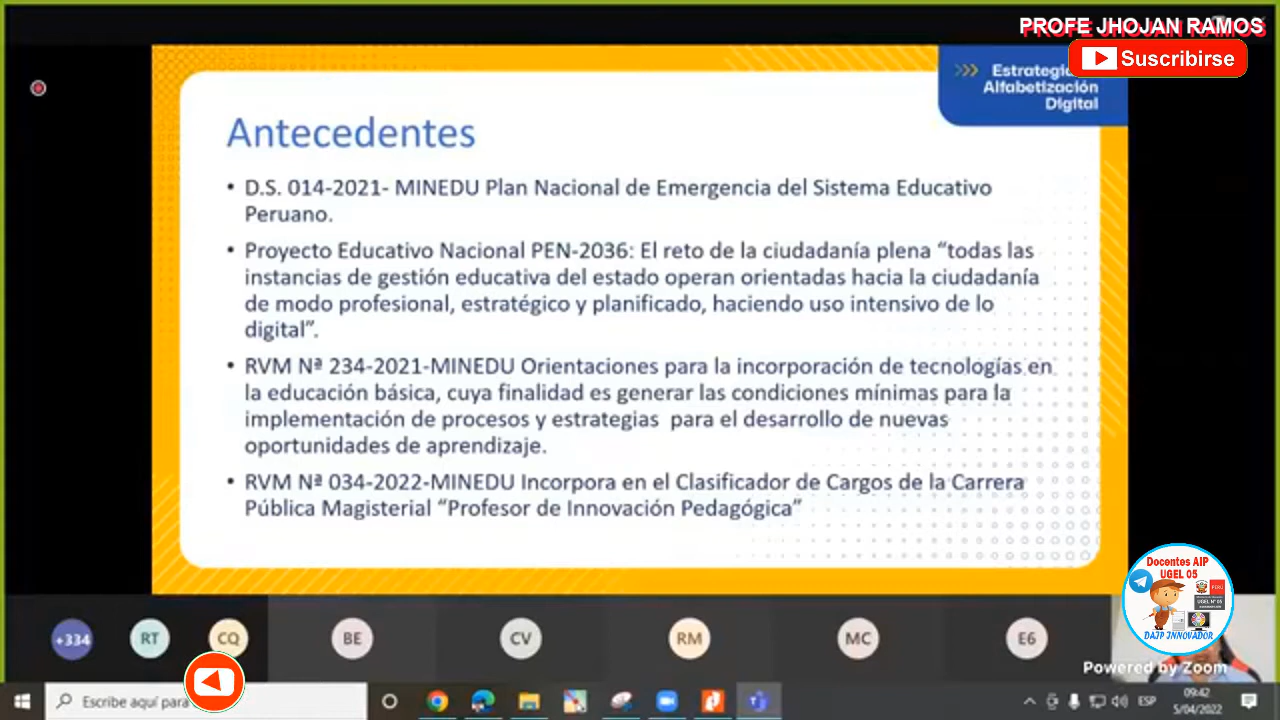 PROFE JHOJAN RAMOS
Suscribirse
Alfabetización
Digital
Antecedentes
• D.S. 014-2021- MINEDU Plan Nacional de Emergencia del Sistema Educativo
Peruano.
• Proyecto Educativo Nacional PEN-2036: El reto de la ciudadanía plena “todas las
instancias de gestión educativa del estado operan orientadas hacia la ciudadanía
de modo profesional, estratégico y planificado, haciendo uso intensivo de lo
digital”.
• RVM Nª 234-2021-MINEDU Orientaciones para la incorporación de tecnologías en
la educación básica, cuya finalidad es generar las condiciones mínimas para la
implementación de procesos y estrategias para el desarrollo de nuevas
oportunidades de aprendizaje.
• RVM Nª 034-2022-MINEDU Incorpora en el Clasificador de Cargos de la Carrera
Pública Magisterial “Profesor de Innovación Pedagógica”
Docentes AIP
UGEL 05
PERÚ
UGEL N° 05
DAIP INNOVADOR
+334 RT CQ BE CV RM MC E6
Powered by Zoom
Escribe aquí para
ESP
09:42
5/04/2022